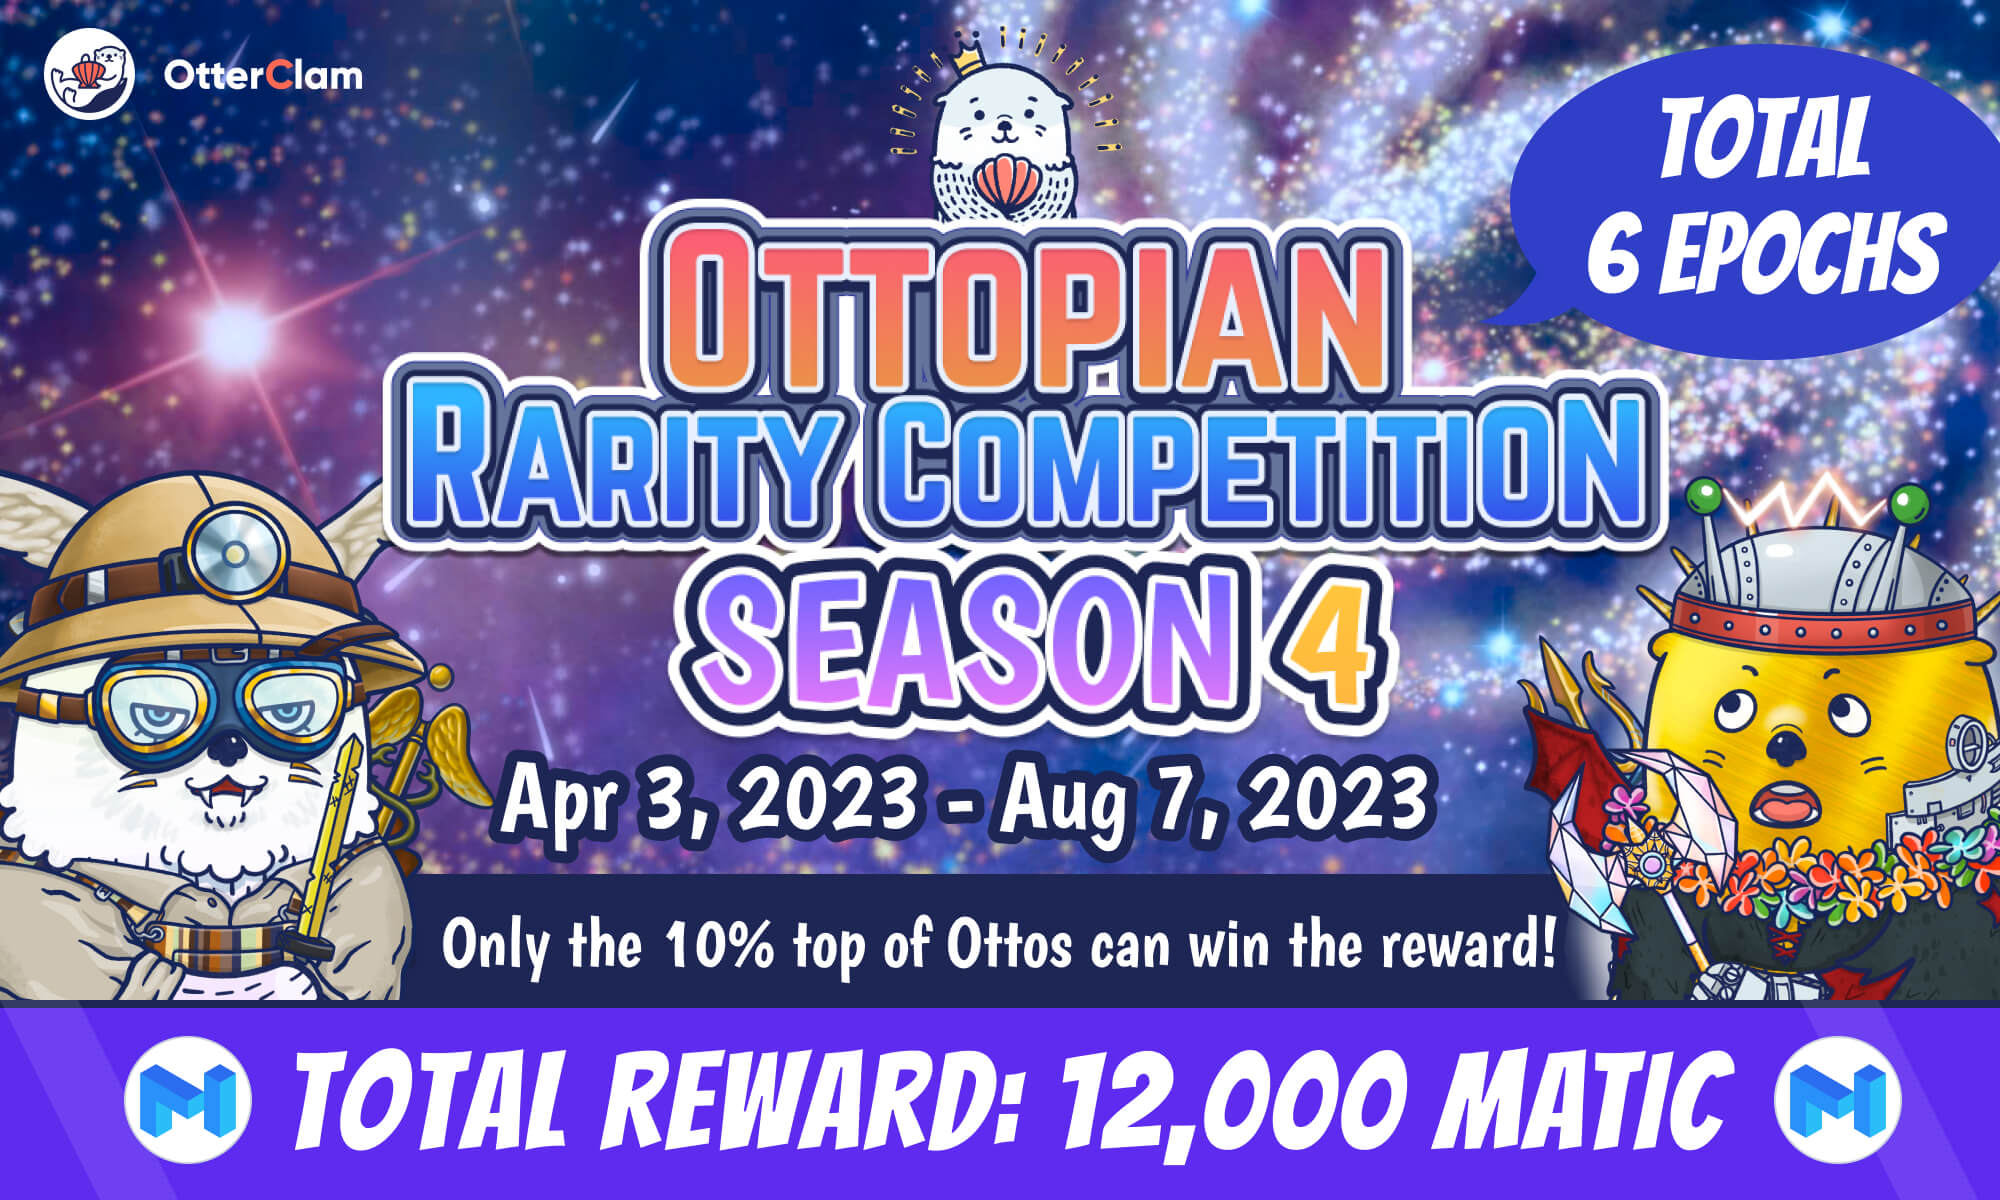 OtterClam
TOTAL
6 EPOCHS
OTTOPIAN
RARITY COMPETITION
SEASON 4
Apr 3, 2023 - Aug 7, 2023
Only the 10% top of Ottos can win the reward!
TOTAL REWARD: 12,000 MATIC